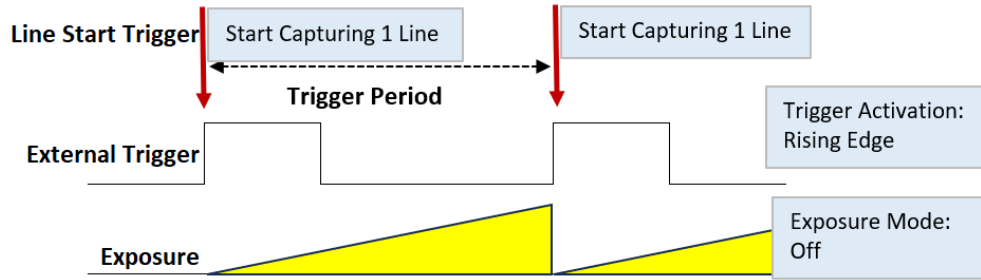 Line Start Trigger
Start Capturing 1 Line
Start Capturing 1 Line
Trigger Period
Trigger Activation:
Rising Edge
External Trigger
Exposure Mode:
Off
Exposure